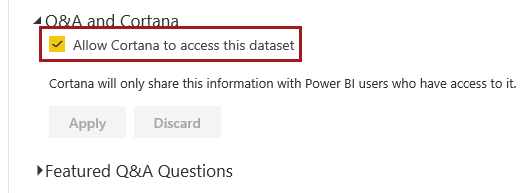 Q&A and Cortana
Allow Cortana to access this dataset
Cortana will only share this information with Power BI users who have access to it.
Apply Discard
Featured Q&A Questions